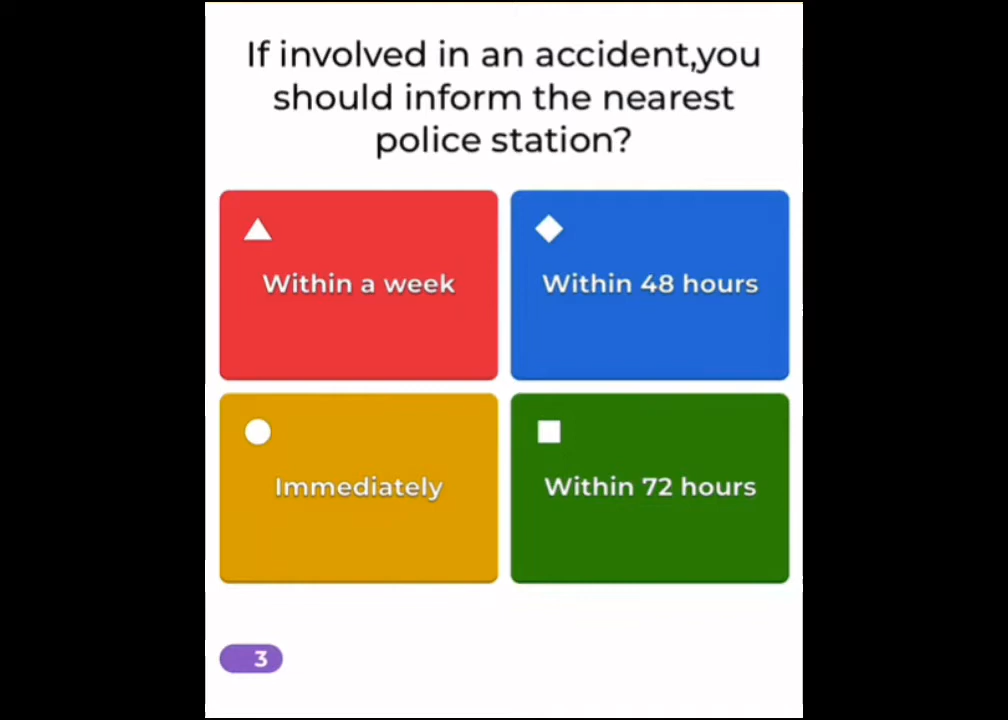 If involved in an accident,you
should inform the nearest
police station?
Within a week
Within 48 hours
Immediately
Within 72 hours
3